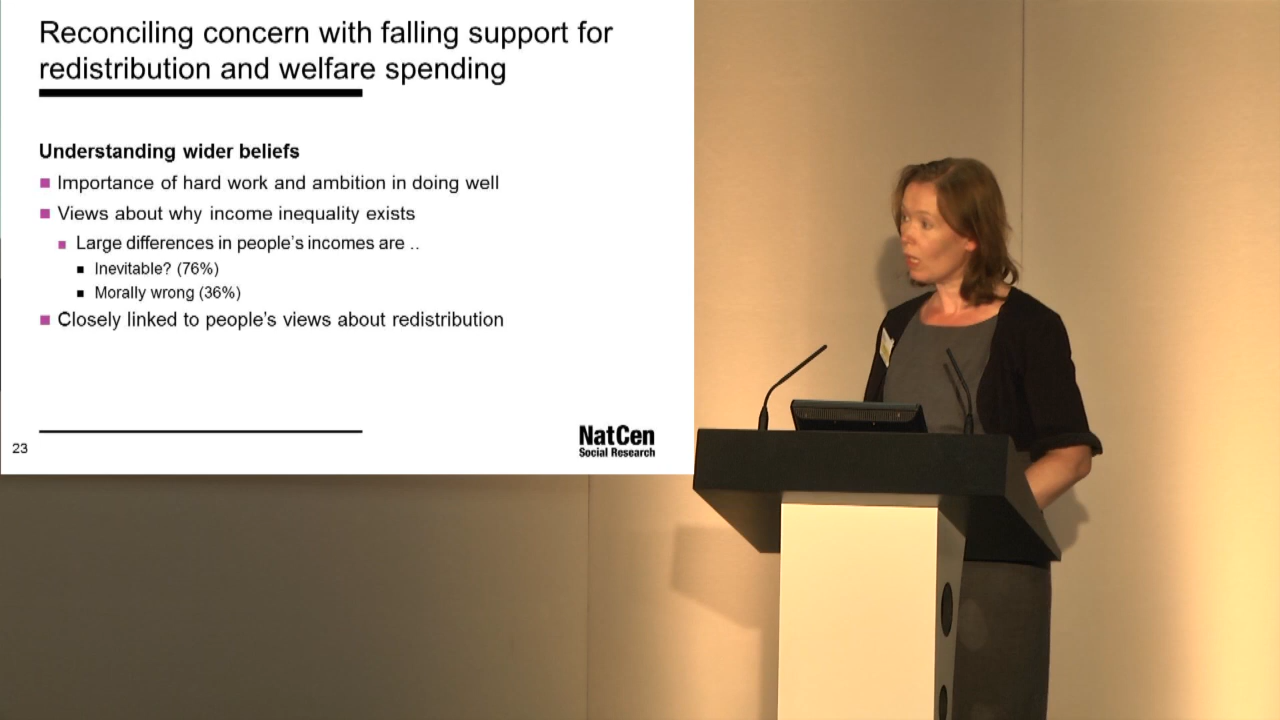 Reconciling concern with falling support for
redistribution and welfare spending
Understanding wider beliefs
Importance of hard work and ambition in doing well
Views about why income inequality exists
Large differences in people's incomes are ..
Inevitable? (76%)
Morally wrong (36%)
Closely linked to people's views about redistribution
23
NatCen
Social Research